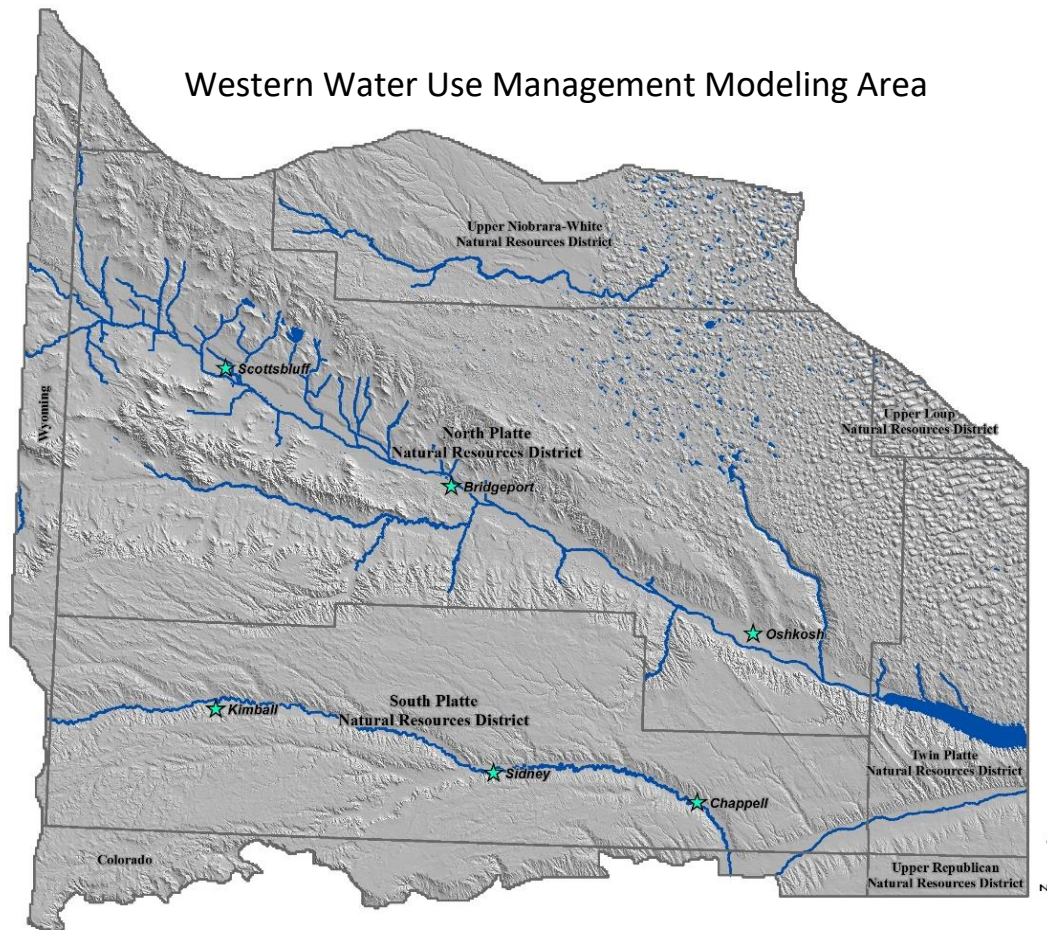 Western Water Use Management Modeling Area
Upper Niobrara-White
Natural Resources District
Scottsbluff
Wyoming
Upper Loup
Natural Resources District
North Platte
Natural Resources District
Bridgeport
Oshkosh
South Platte
Natural Resources District
Kimball
Twin Platte
Natural Resources District
Sidney
Chappell
Colorado
Upper Republican
Natural Resources District